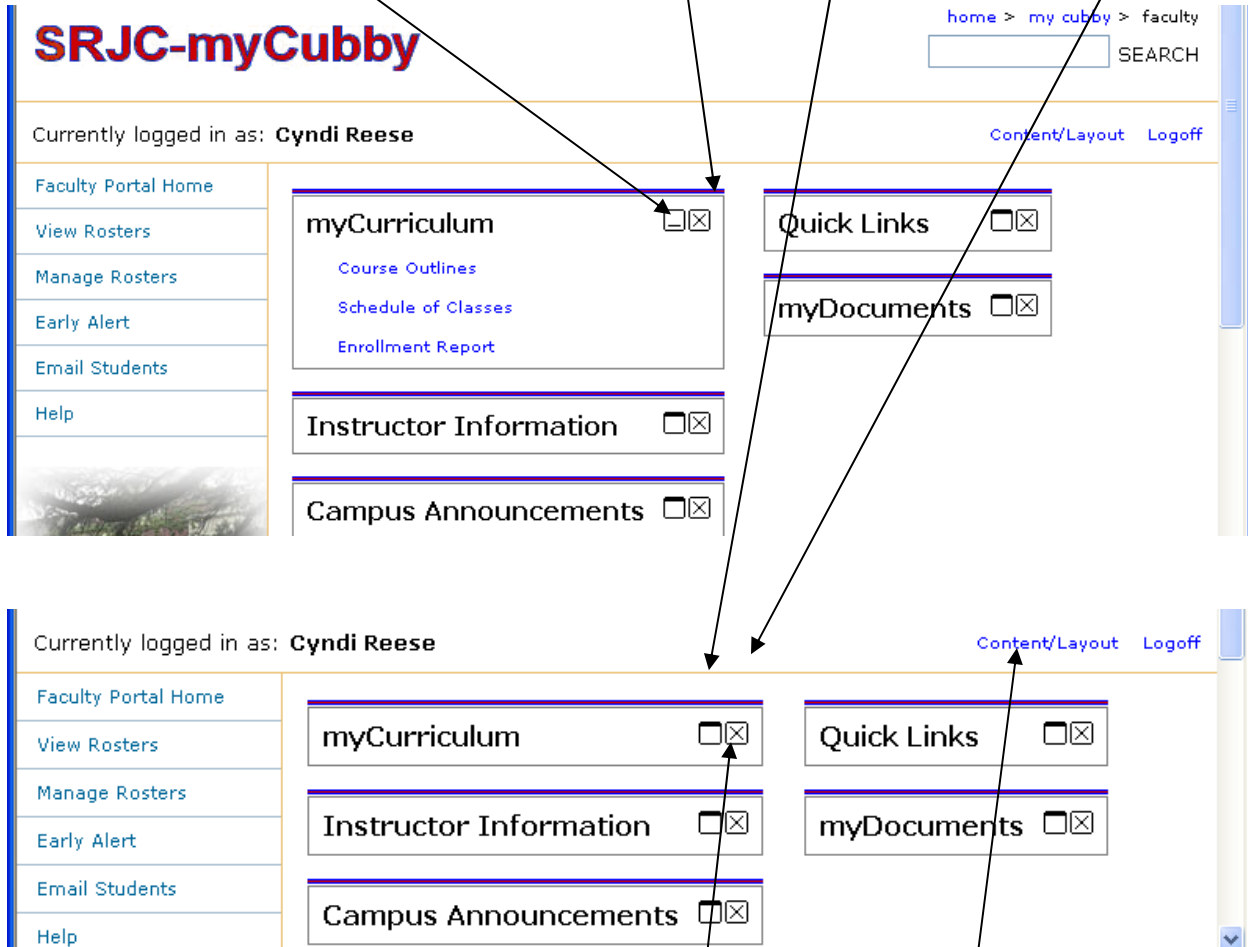 home > my cubby > faculty
SRJC-myCubby
SEARCH
Currently logged in as: Cyndi Reese
Content/Layout Logoff
Faculty Portal Home
View Rosters
Manage Rosters
Early Alert
Email Students
Help
myCurriculum
Course Outlines
Schedule of Classes
Enrollment Report
Instructor Information
Campus Announcements
Quick Links
myDocuments
Currently logged in as: Cyndi Reese
Content/Layout Logoff
Faculty Portal Home
View Rosters
Manage Rosters
Early Alert
Email Students
Help
myCurriculum
Instructor Information
Campus Announcements
Quick Links
myDocuments